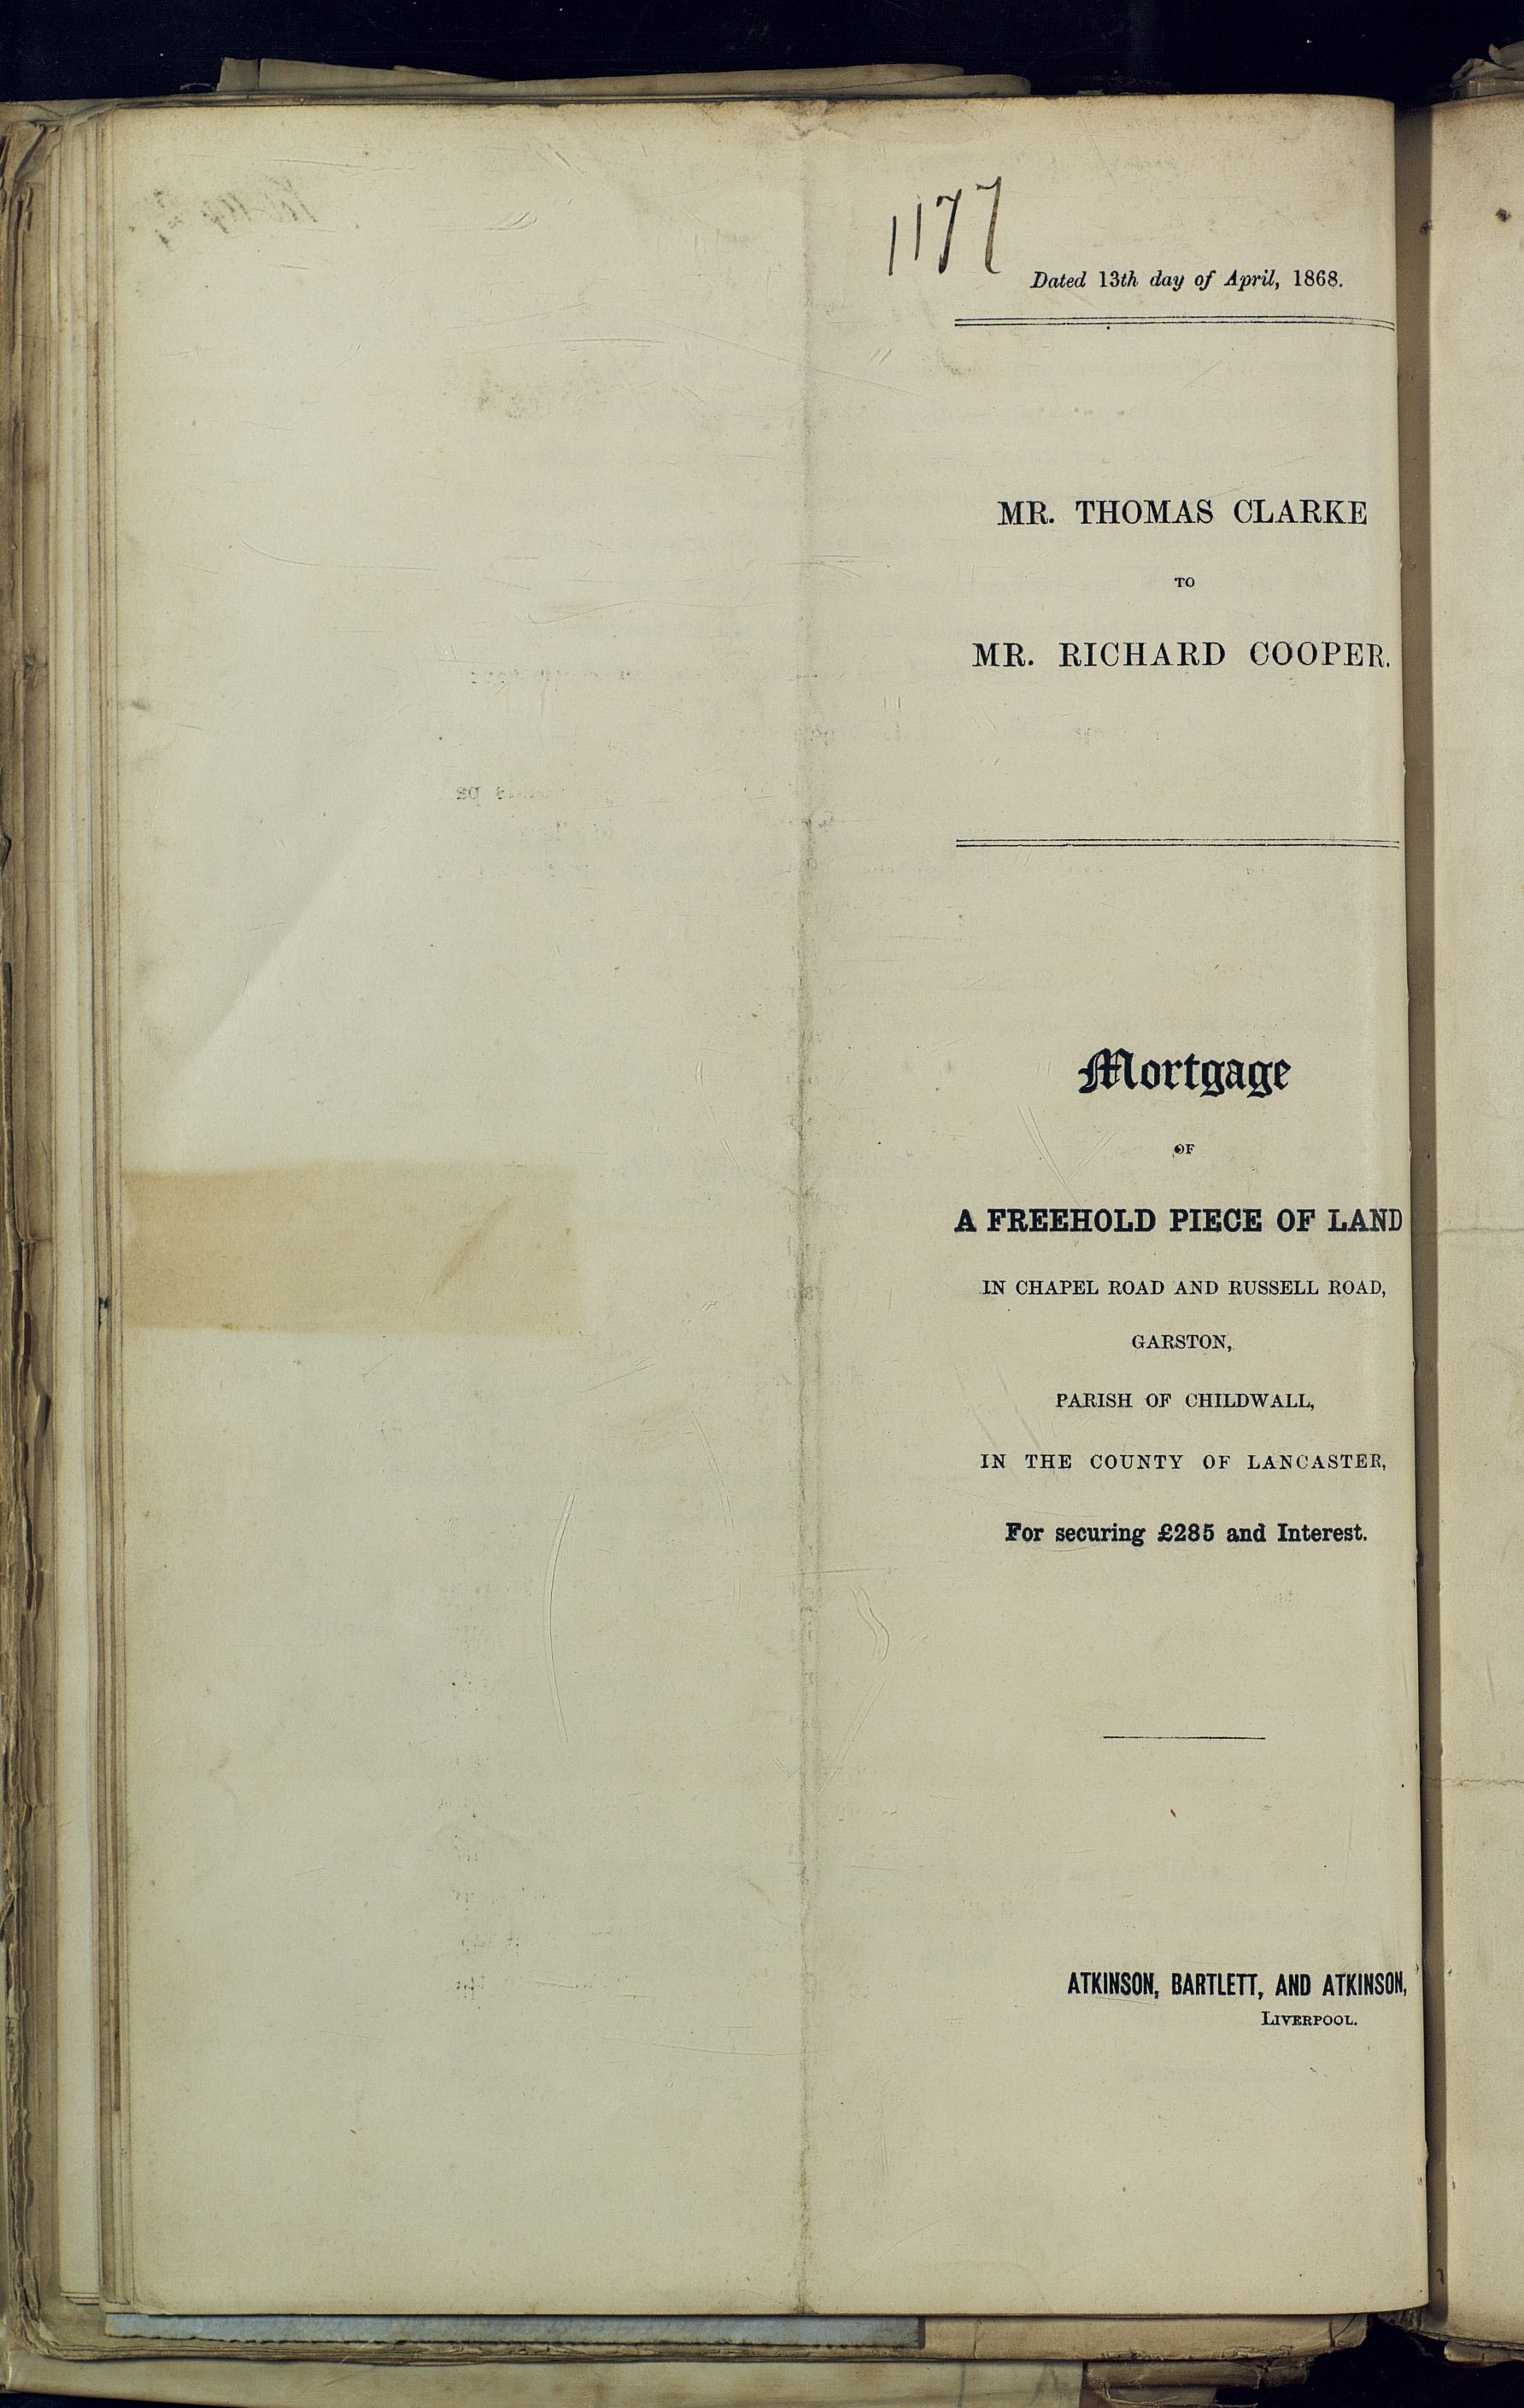 1177
Dated 13th day of April, 1868.
MR. THOMAS CLARKE
TO
MR. RICHARD COOPER.
Mortgage
OF
A FREEHOLD PIECE OF LAND
IN CHAPEL ROAD AND RUSSELL ROAD,
GARSTON,
PARISH OF CHILDWALL,
IN THE COUNTY OF LANCASTER,
For securing £285 and Interest.
ATKINSON, BARTLETT, AND ATKINSON,
LIVERPOOL.